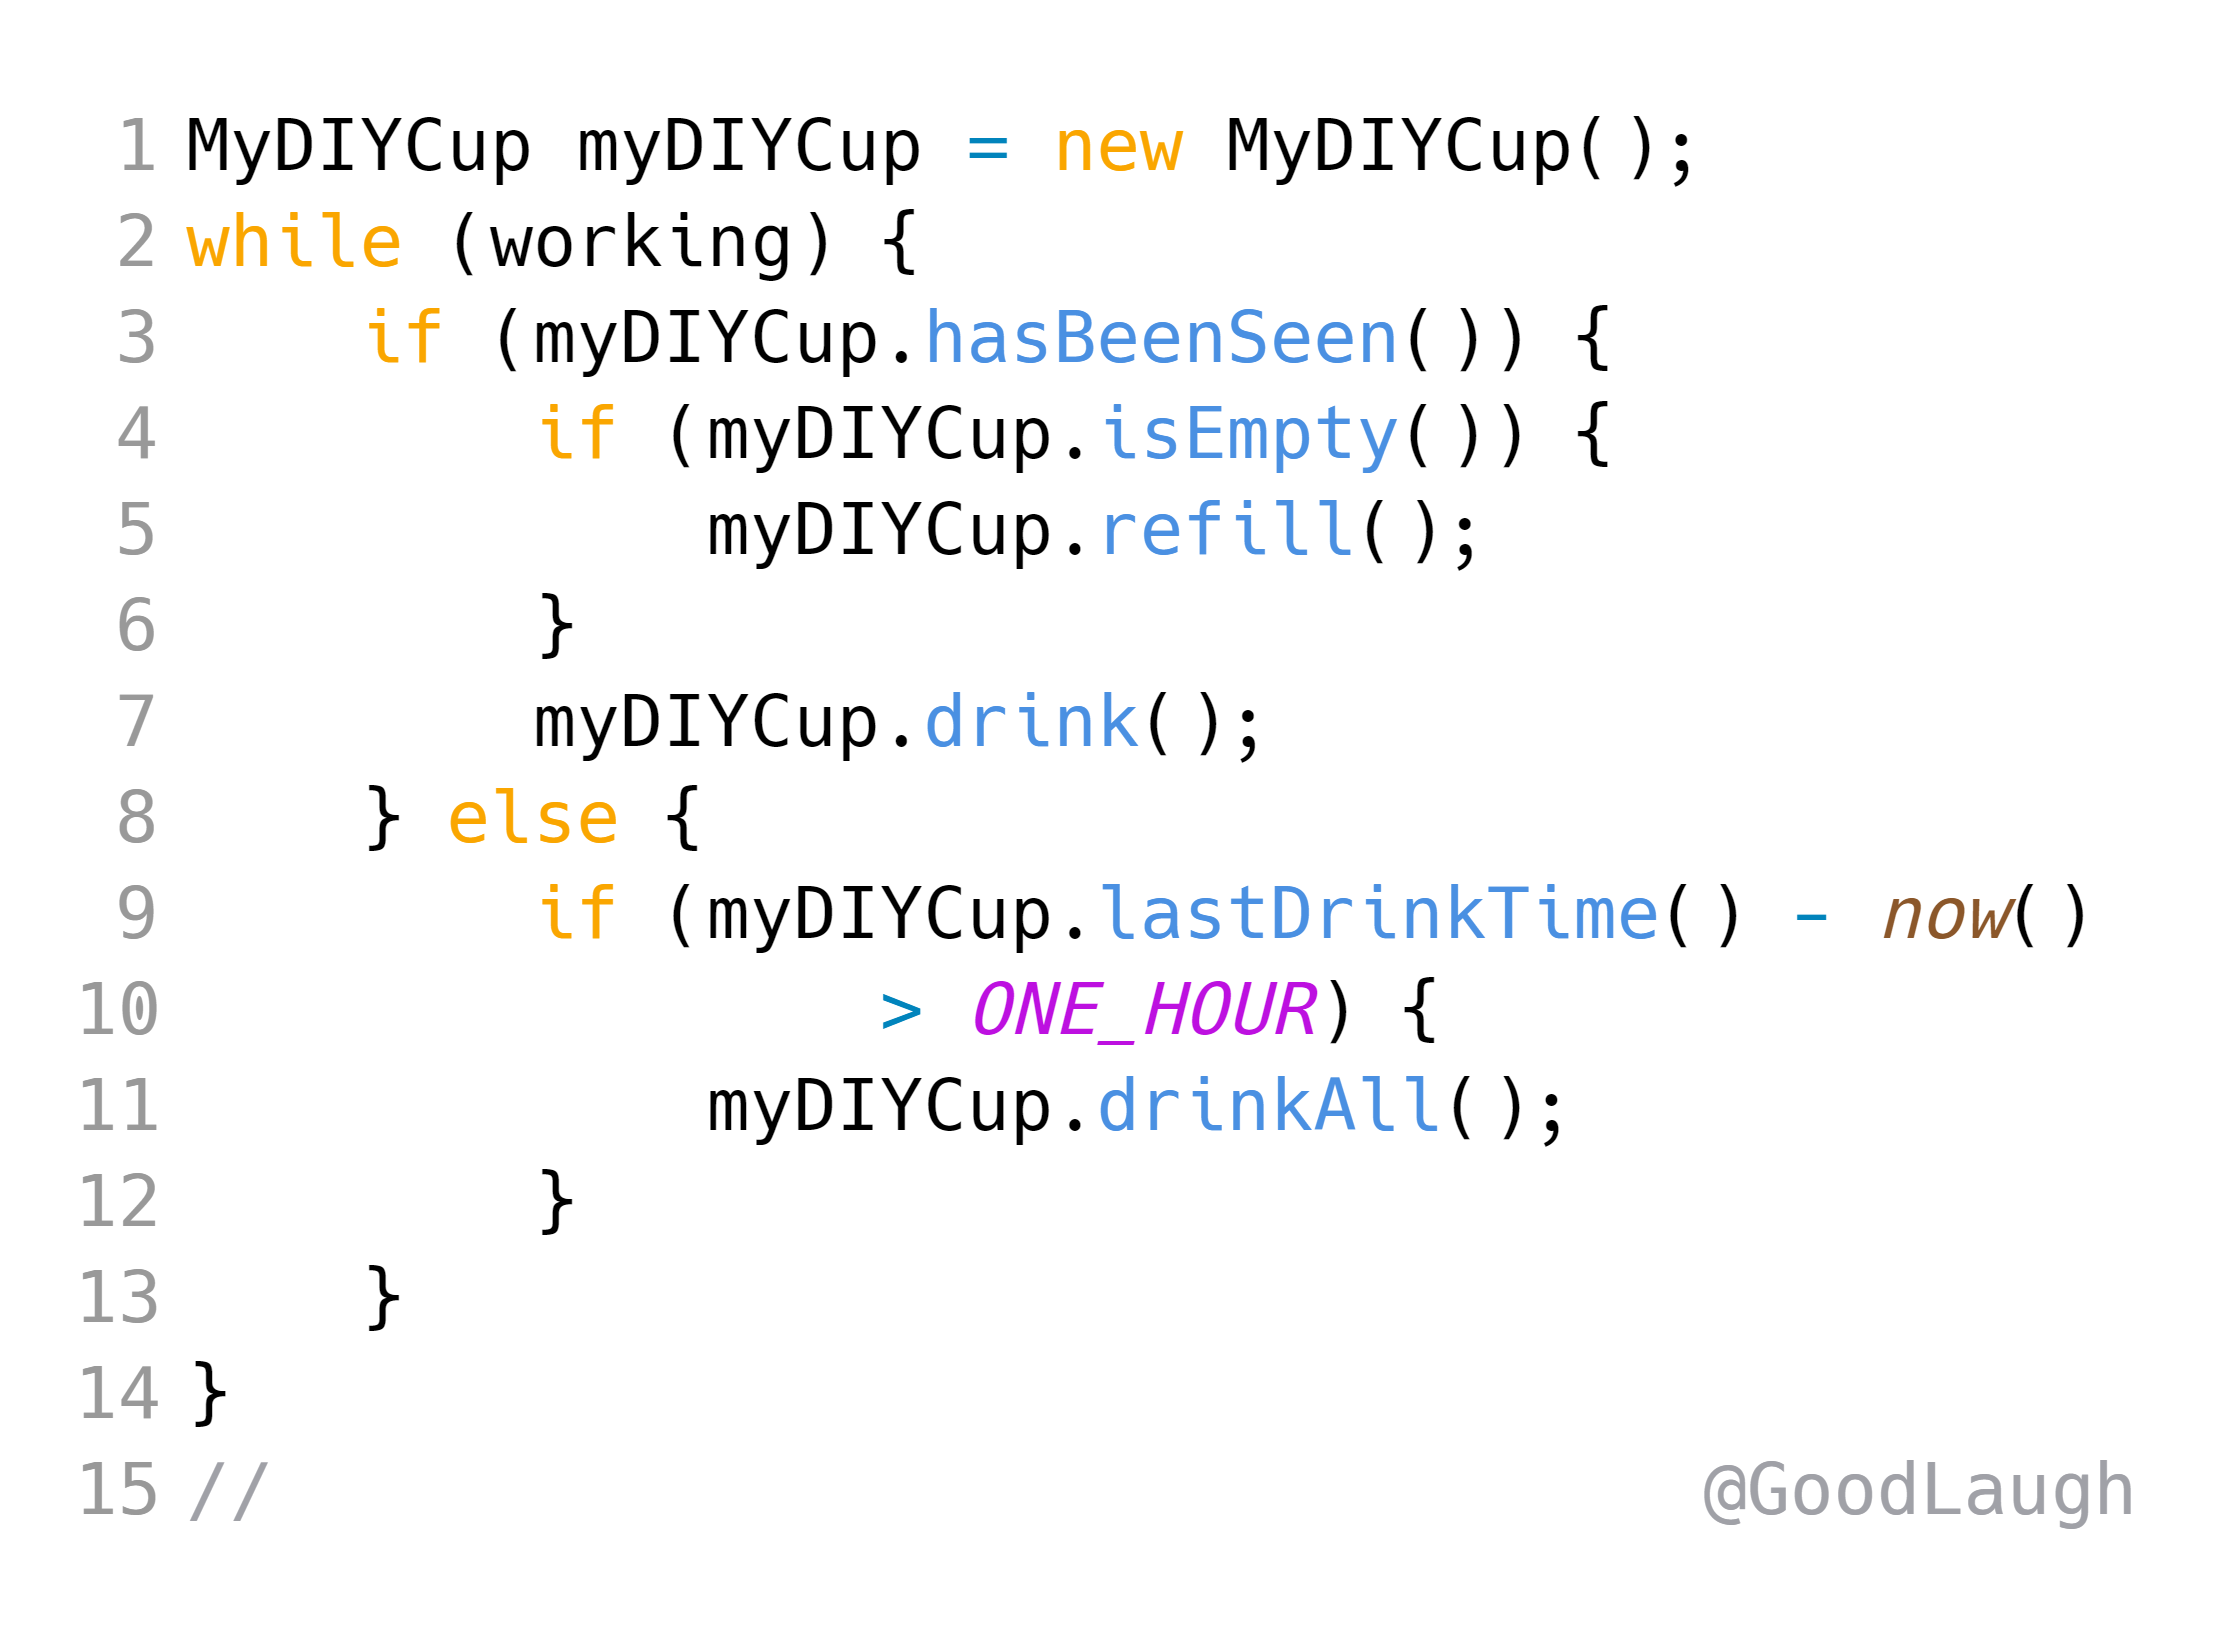 1 MyDIYCup myDIYCup = new MyDIYCup();
2 while (working) {
3     if (myDIYCup.hasBeenSeen()) {
4         if (myDIYCup.isEmpty()) {
5             myDIYCup.refill();
6         }
7         myDIYCup.drink();
8     } else {
9         if (myDIYCup.lastDrinkTime() - now()
10                 > ONE_HOUR) {
11             myDIYCup.drinkAll();
12         }
13     }
14 }
15 // @GoodLaugh